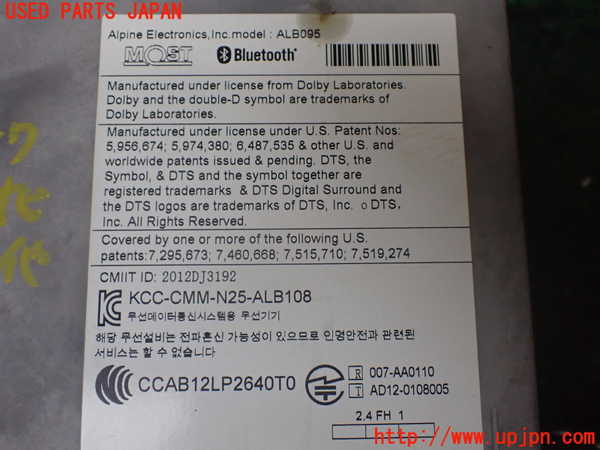 USED PARTS JAPAN
Alpine Electronics,Inc.model : ALB095
MOST Bluetooth
Manufactured under license from Dolby Laboratories.
Dolby and the double-D symbol are trademarks of
Dolby Laboratories.
Manufactured under license under U.S. Patent Nos:
5,956,674; 5,974,380; 6,487,535 & other U.S. and
worldwide patents issued & pending. DTS, the
Symbol, & DTS and the symbol together are
registered trademarks & DTS Digital Surround and
the DTS logos are trademarks of DTS, Inc. o DTS,
Inc. All Rights Reserved.
Covered by one or more of the following U.S.
patents:7,295,673; 7,460,668; 7,515,710; 7,519,274
CMIIT ID: 2012DJ3192
KCC-CMM-N25-ALB108
무선데이터통신시스템용 무선기기
해당 무선설비는 전파혼신 가능성이 있으므로 인명안전과 관련된
서비스는 할 수 없습니다
CCAB12LP2640T0
R 007-AA0110
T AD12-0108005
2.4 FH 1
UPJ http://www.upjpn.com/